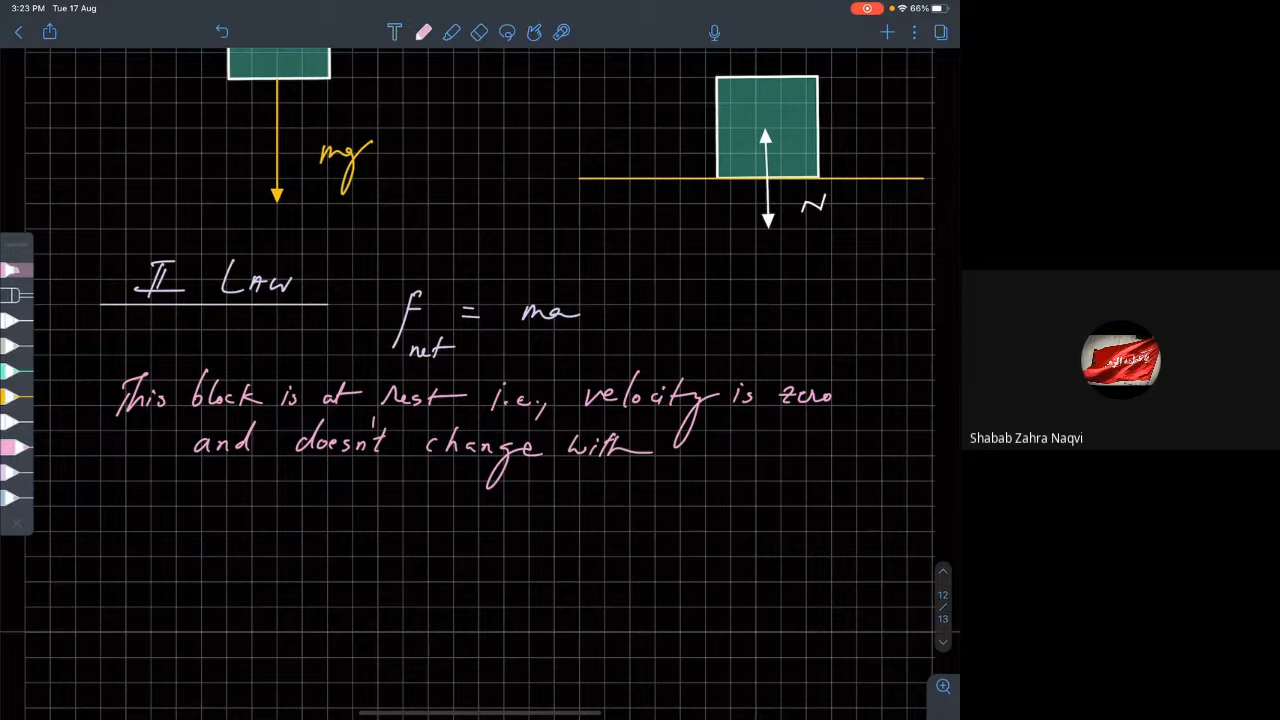 3:23 PM Tue 17 Aug
66%
mg
N
II LAW
f net = ma
This block is at rest i.e., velocity is zero
and doesn't change with
12
/
13
Shabab Zahra Naqvi